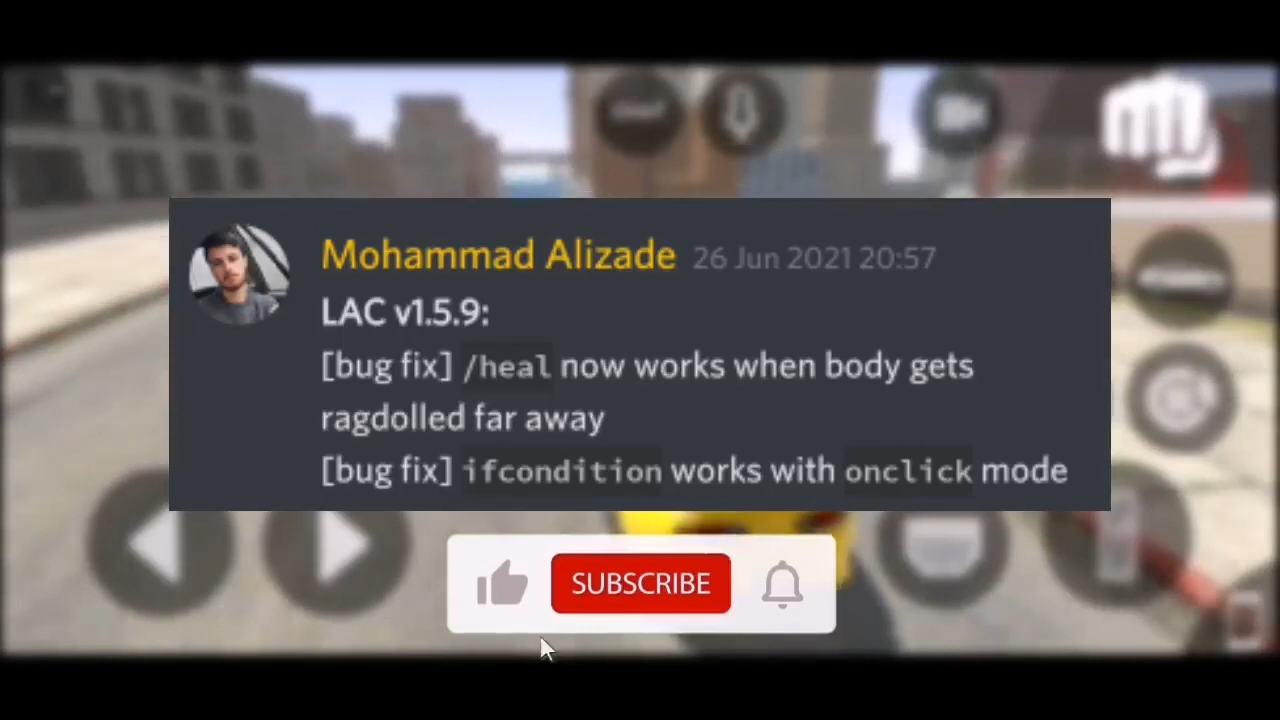 Mohammad Alizade 26 Jun 2021 20:57
LAC v1.5.9:
[bug fix] /heal now works when body gets
ragdolled far away
[bug fix] ifcondition works with onclick mode
SUBSCRIBE